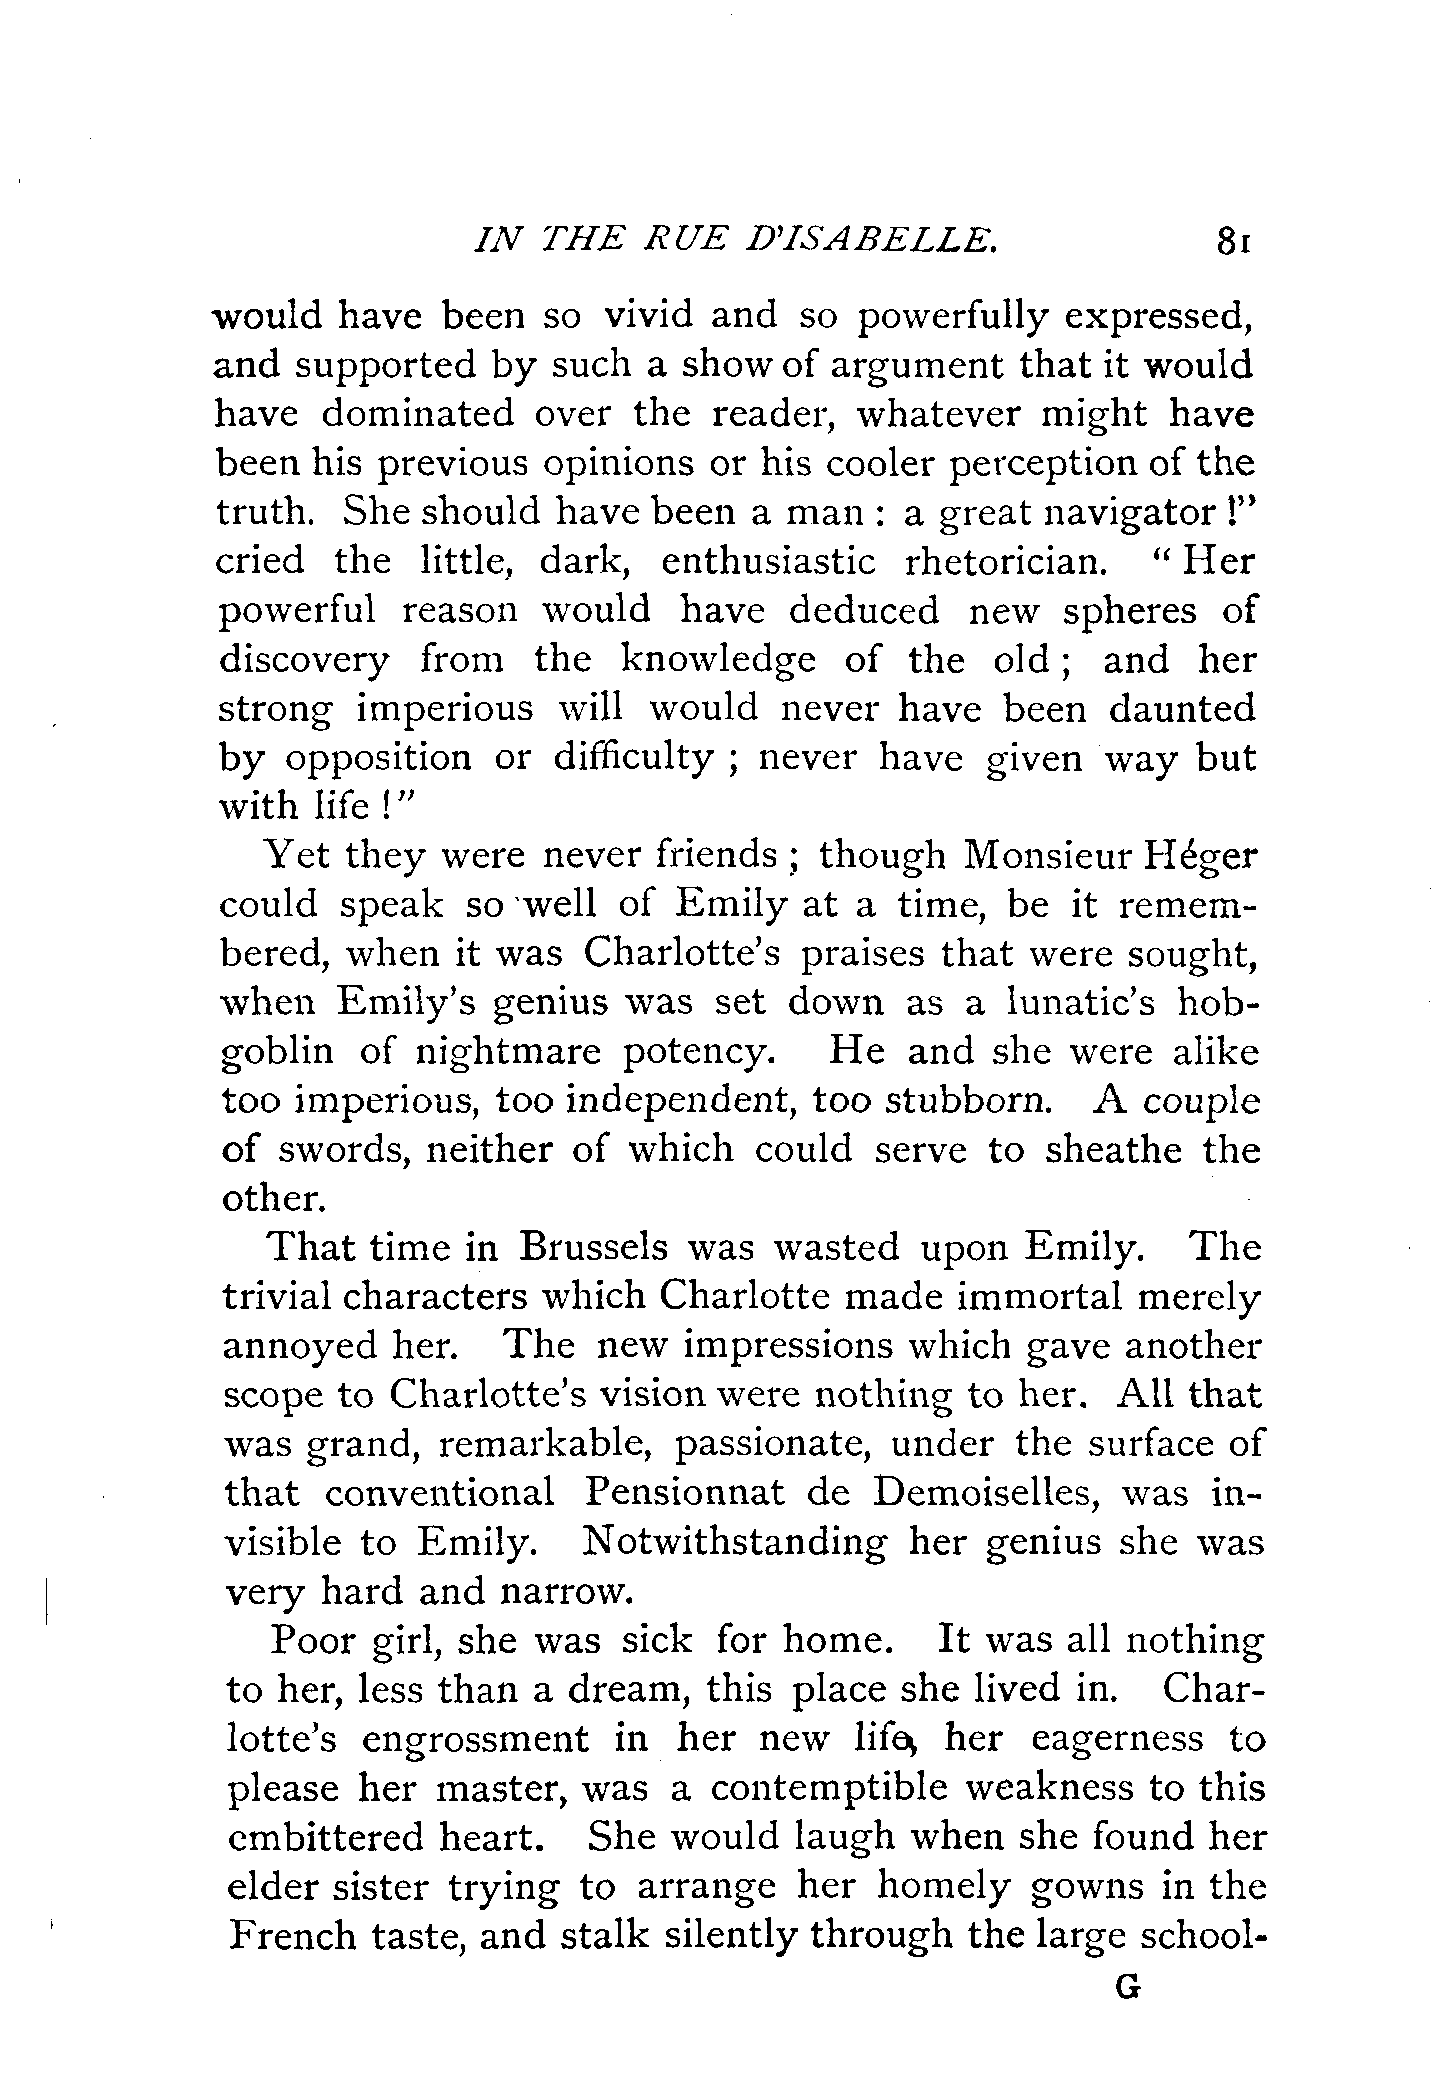 IN THE RUE D'ISABELLE. 81
would have been so vivid and so powerfully expressed,
and supported by such a show of argument that it would
have dominated over the reader, whatever might have
been his previous opinions or his cooler perception of the
truth. She should have been a man : a great navigator !"
cried the little, dark, enthusiastic rhetorician. "Her
powerful reason would have deduced new spheres of
discovery from the knowledge of the old ; and her
strong imperious will would never have been daunted
by opposition or difficulty ; never have given way but
with life !"
Yet they were never friends ; though Monsieur Héger
could speak so well of Emily at a time, be it remem-
bered, when it was Charlotte's praises that were sought,
when Emily's genius was set down as a lunatic's hob-
goblin of nightmare potency. He and she were alike
too imperious, too independent, too stubborn. A couple
of swords, neither of which could serve to sheathe the
other.
That time in Brussels was wasted upon Emily. The
trivial characters which Charlotte made immortal merely
annoyed her. The new impressions which gave another
scope to Charlotte's vision were nothing to her. All that
was grand, remarkable, passionate, under the surface of
that conventional Pensionnat de Demoiselles, was in-
visible to Emily. Notwithstanding her genius she was
very hard and narrow.
Poor girl, she was sick for home. It was all nothing
to her, less than a dream, this place she lived in. Char-
lotte's engrossment in her new life, her eagerness to
please her master, was a contemptible weakness to this
embittered heart. She would laugh when she found her
elder sister trying to arrange her homely gowns in the
French taste, and stalk silently through the large school-
G